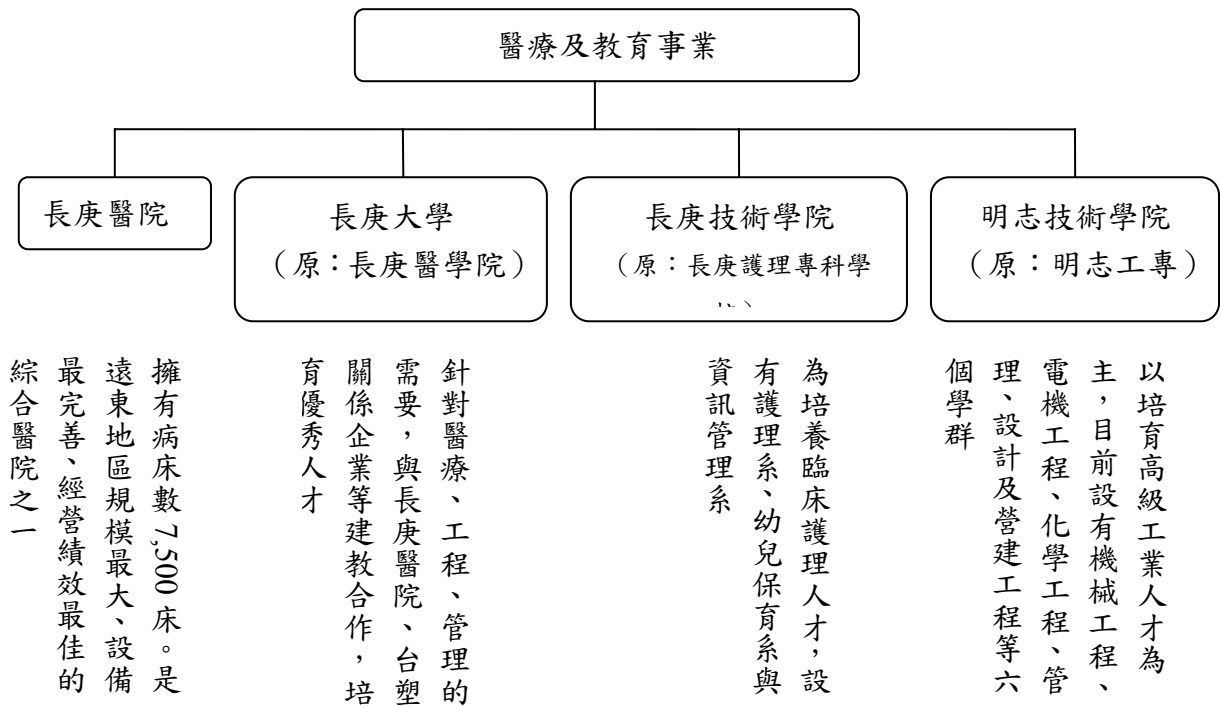 醫療及教育事業
長庚醫院
長庚大學
（原：長庚醫學院）
長庚技術學院
（原：長庚護理專科學
明志技術學院
（原：明志工專）
擁有病床數 7,500 床。是
遠東地區規模最大、設備
最完善、經營績效最佳的
綜合醫院之一
針對醫療、工程、管理的
需要，與長庚醫院、台塑
關係企業等建教合作，培
育優秀人才
為培養臨床護理人才，設
有護理系、幼兒保育系與
資訊管理系
以培育高級工業人才為
主，目前設有機械工程、
電機工程、化學工程、管
理、設計及營建工程等六
個學群